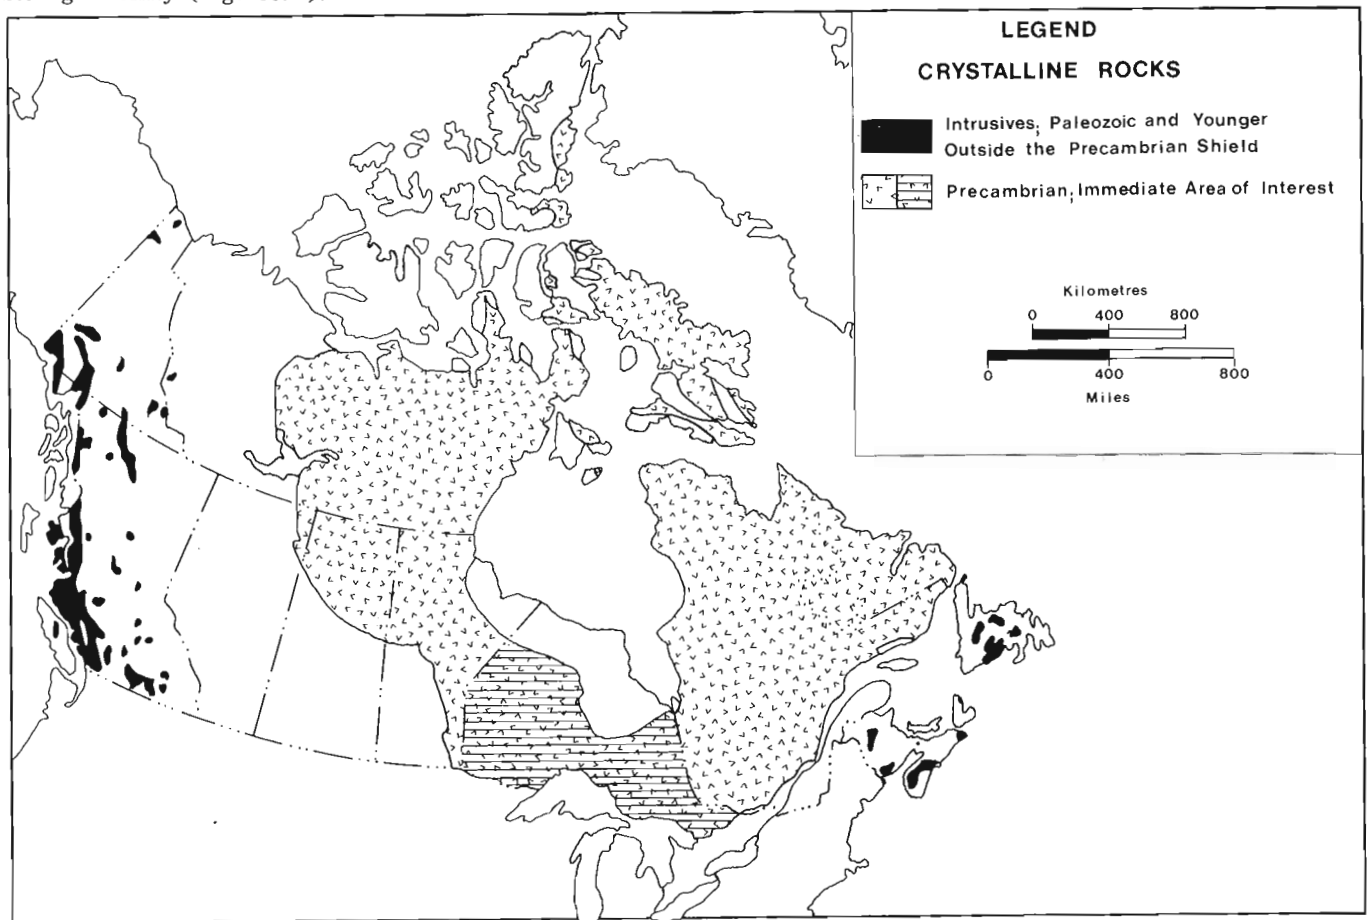 LEGEND
CRYSTALLINE ROCKS
Intrusives; Paleozoic and Younger
Outside the Precambrian Shield
Precambrian; Immediate Area of Interest
Kilometres
0 400 800
0 400 800
Miles